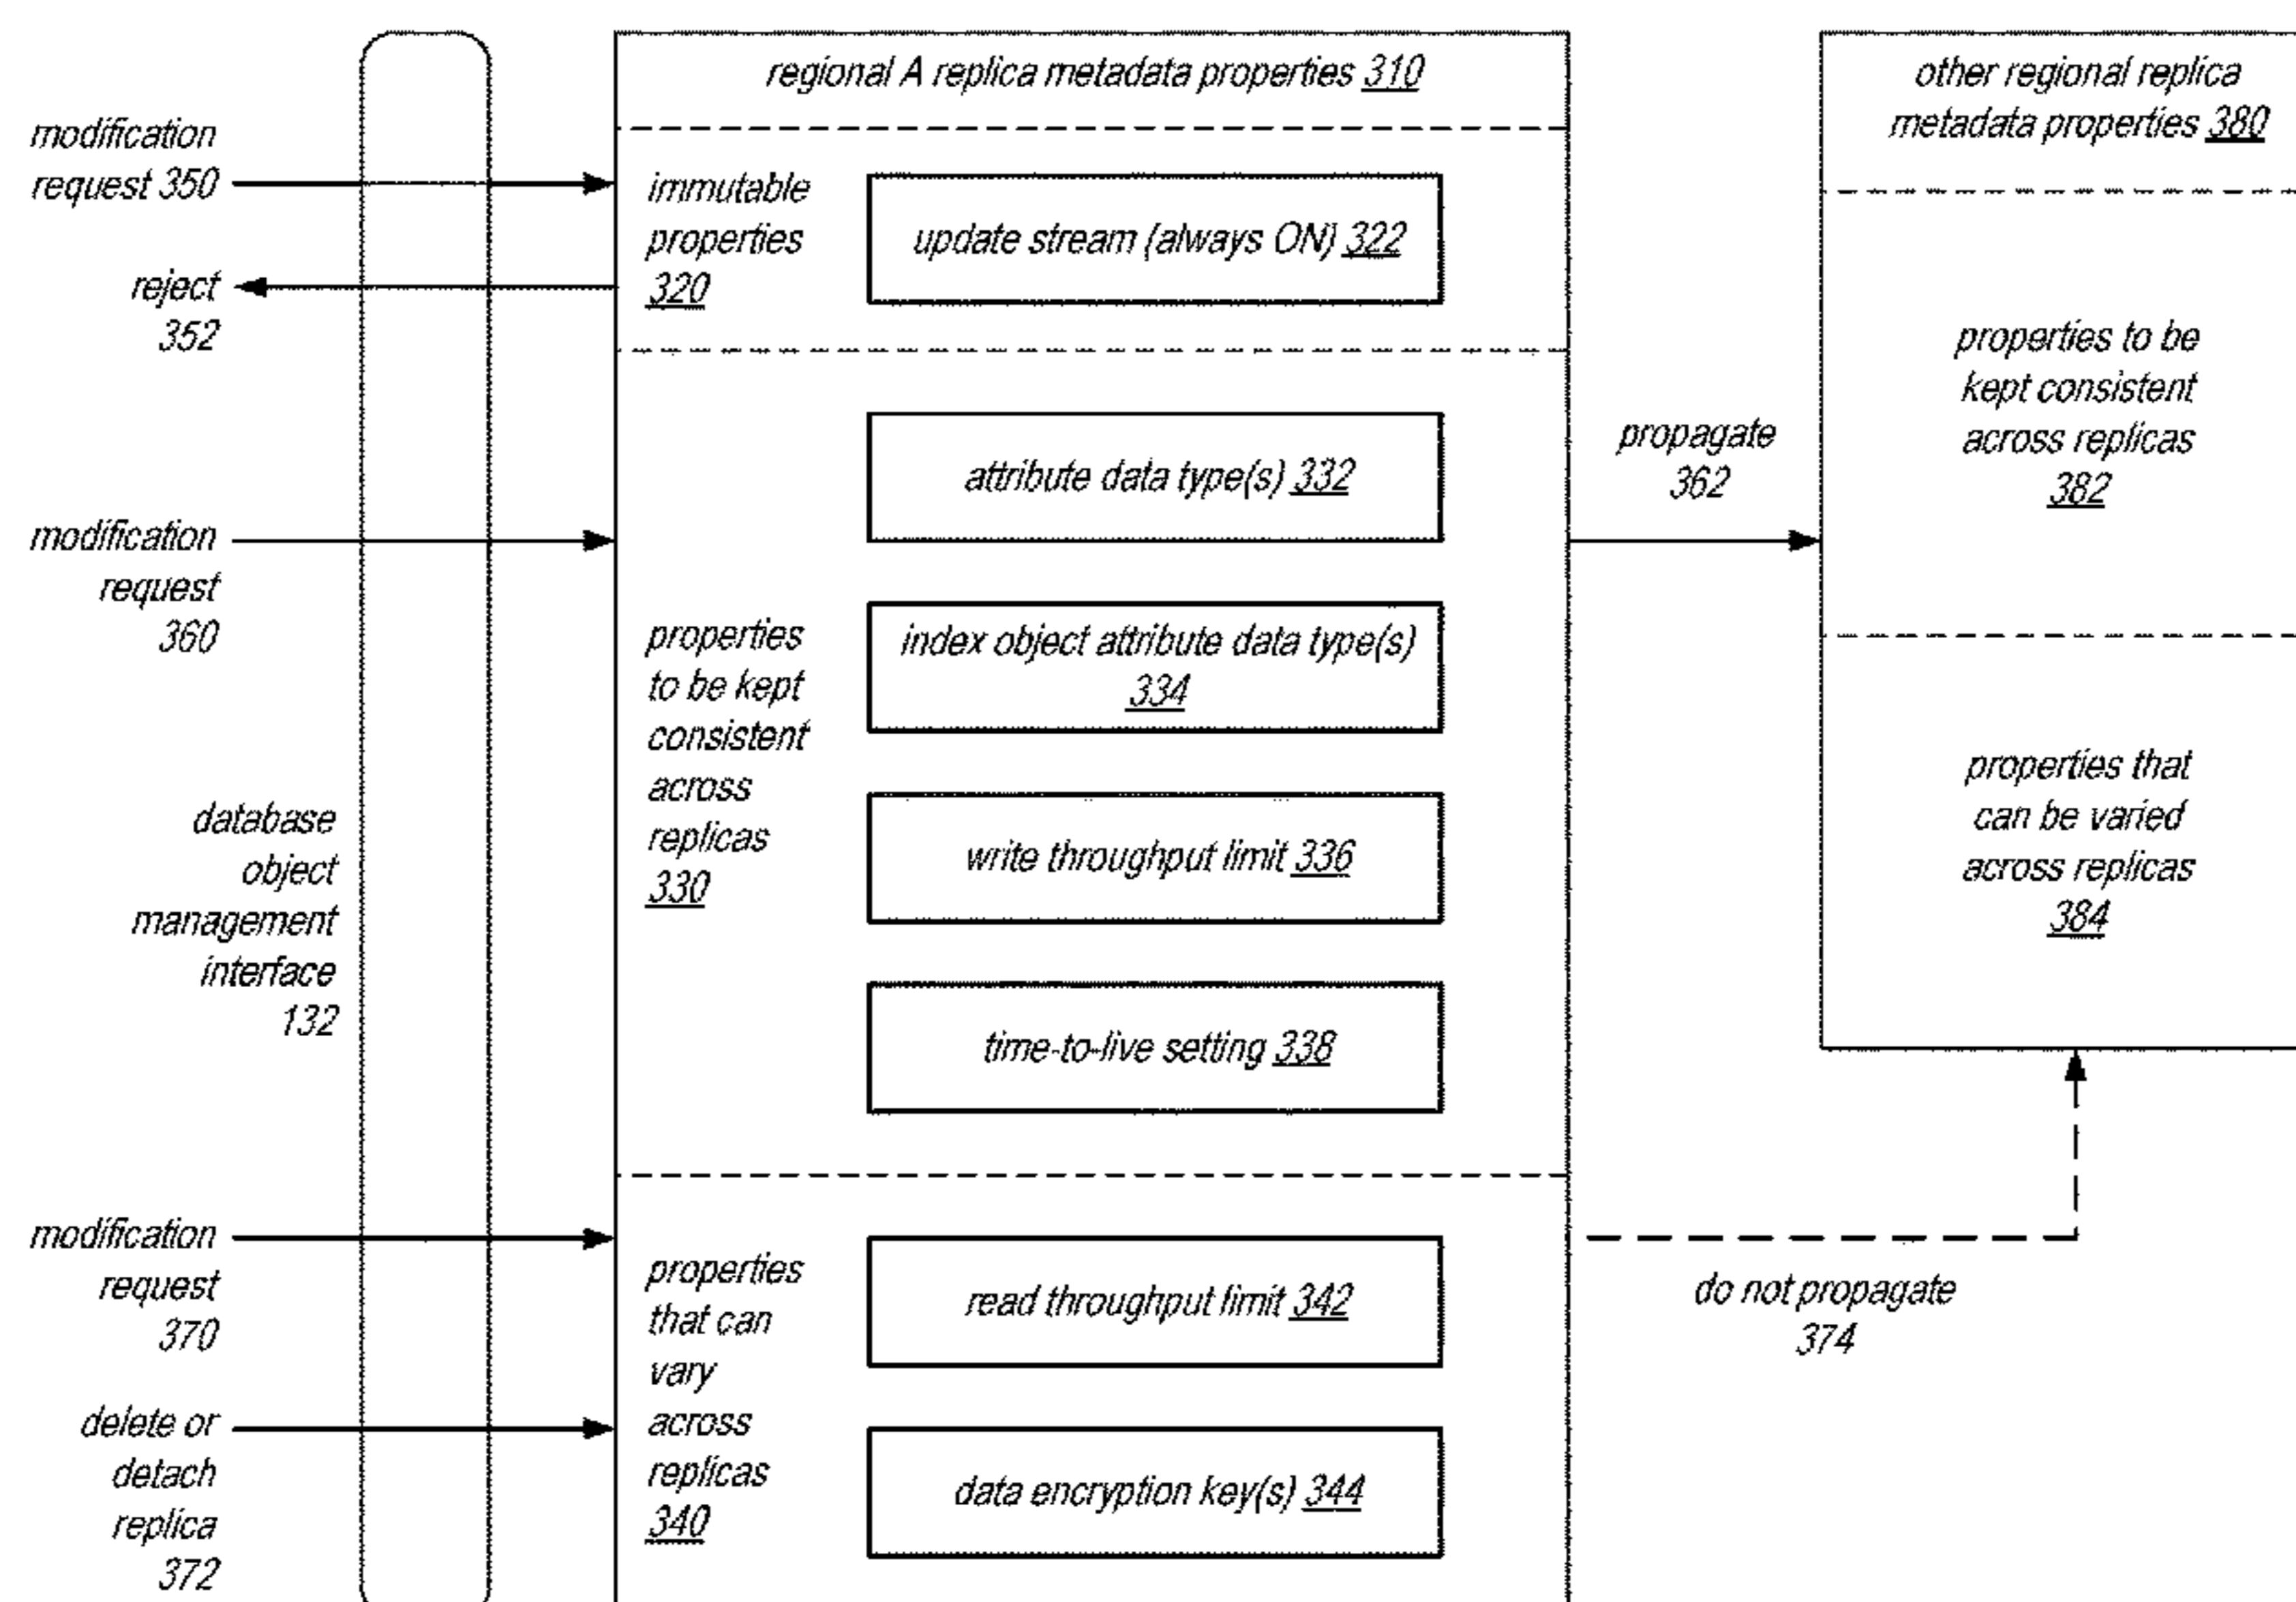 modification
request 350
reject
352
modification
request
360
database
object
management
interface
132
modification
request
370
delete or
detach
replica
372
regional A replica metadata properties 310
immutable
properties
320
update stream (always ON) 322
properties
to be kept
consistent
across
replicas
330
attribute data type(s) 332
index object attribute data type(s)
334
write throughput limit 336
time-to-live setting 338
properties
that can
vary
across
replicas
340
read throughput limit 342
data encryption key(s) 344
propagate
362
do not propagate
374
other regional replica
metadata properties 380
properties to be
kept consistent
across replicas
382
properties that
can be varied
across replicas
384